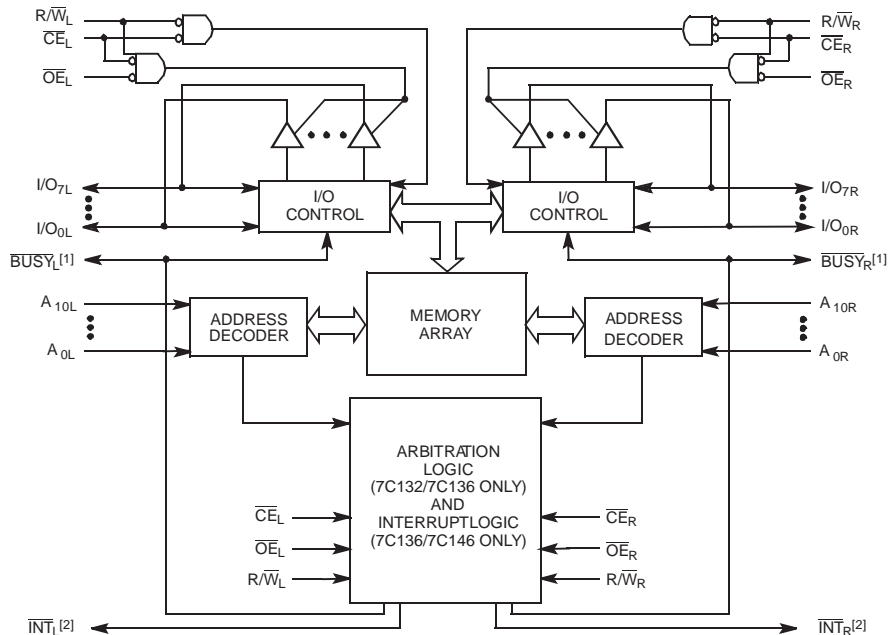 R/W̅L
C̅E̅L
O̅E̅L
R/W̅R
C̅E̅R
O̅E̅R
I/O7L
I/O0L
B̅U̅S̅Y̅L[1]
I/O
CONTROL
I/O
CONTROL
I/O7R
I/O0R
B̅U̅S̅Y̅R[1]
A10L
A0L
ADDRESS
DECODER
MEMORY
ARRAY
ADDRESS
DECODER
A10R
A0R
ARBITRATION
LOGIC
(7C132/7C136 ONLY)
AND
INTERRUPTLOGIC
(7C136/7C146 ONLY)
C̅E̅L
O̅E̅L
R/W̅L
C̅E̅R
O̅E̅R
R/W̅R
I̅N̅T̅L[2]
I̅N̅T̅R[2]